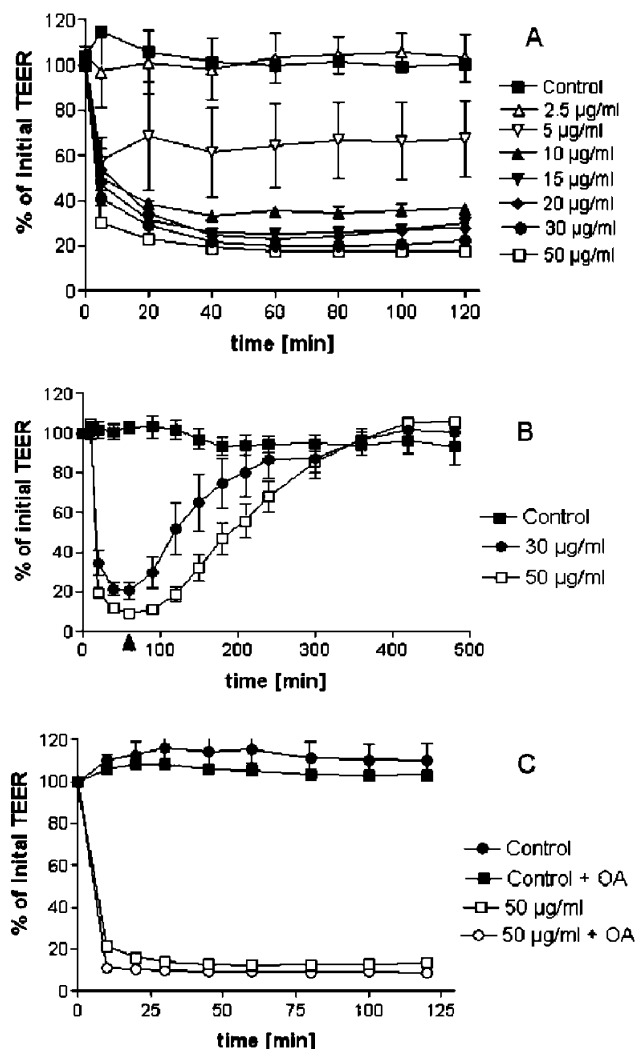 A
% of Initial TEER
120
100
80
60
40
20
0
0 20 40 60 80 100 120
time [min]
Control
2.5 µg/ml
5 µg/ml
10 µg/ml
15 µg/ml
20 µg/ml
30 µg/ml
50 µg/ml
B
% of initial TEER
120
100
80
60
40
20
0
0 100 200 300 400 500
time [min]
Control
30 µg/ml
50 µg/ml
C
% of Inital TEER
120
100
80
60
40
20
0
0 25 50 75 100 125
time [min]
Control
Control + OA
50 µg/ml
50 µg/ml + OA